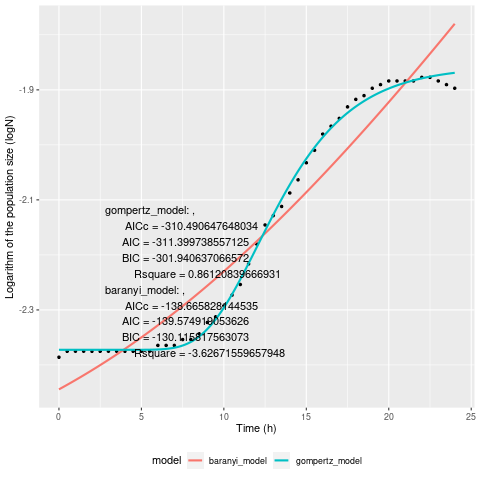 -1.9
-2.1
-2.3
Logarithm of the population size (logN)
gompertz_model: ,
AICc = -310.490647648034
AIC = -311.399738557125
BIC = -301.940637066572
Rsquare = 0.86120839666931
baranyi_model: ,
AICc = -138.665828144535
AIC = -139.574919053626
BIC = -130.115817563073
Rsquare = -3.62671559657948
0 5 10 15 20 25
Time (h)
model baranyi_model gompertz_model